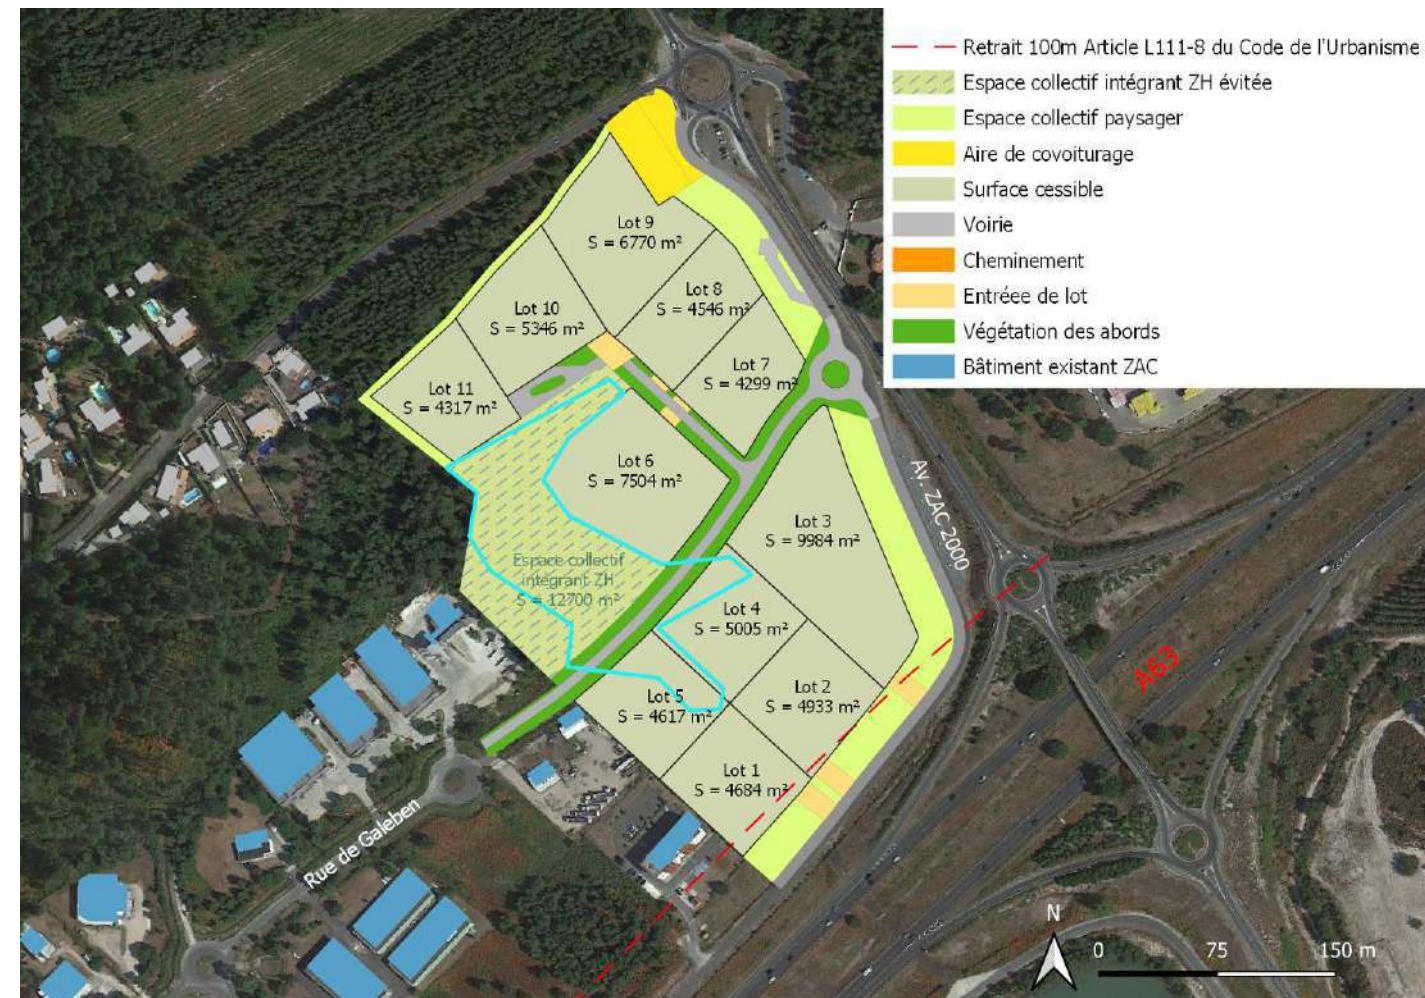 Retrait 100m Article L111-8 du Code de l'Urbanisme
Espace collectif intégrant ZH évitée
Espace collectif paysager
Aire de covoiturage
Surface cessible
Voirie
Cheminement
Entréee de lot
Végétation des abords
Bâtiment existant ZAC
Lot 9
S = 6770 m²
Lot 8
S = 4546 m²
Lot 10
S = 5346 m²
Lot 7
S = 4299 m²
Lot 11
S = 4317 m²
Lot 6
S = 7504 m²
Lot 3
S = 9984 m²
Av. ZAC 2000
Espace collectif
intégrant ZH
S = 12700 m²
Lot 4
S = 5005 m²
A63
Lot 5
S = 4617 m²
Lot 2
S = 4933 m²
Lot 1
S = 4684 m²
Rue de Galeben
N
0 75 150 m